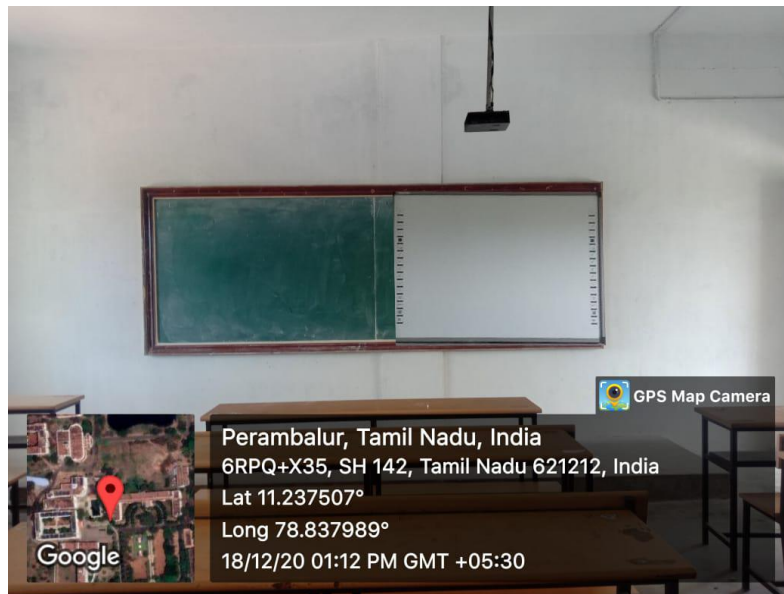 GPS Map Camera
Perambalur, Tamil Nadu, India
6RPQ+X35, SH 142, Tamil Nadu 621212, India
Lat 11.237507°
Long 78.837989°
18/12/20 01:12 PM GMT +05:30
Google